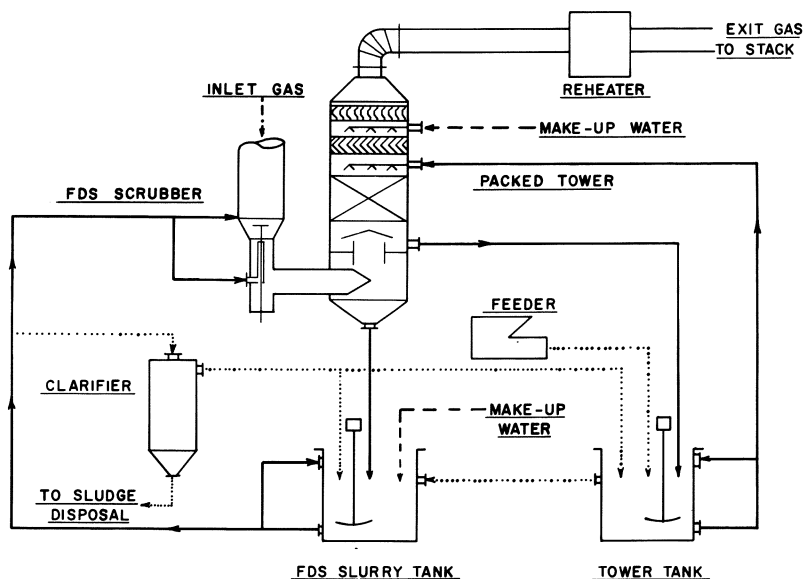 EXIT GAS
TO STACK
REHEATER
INLET GAS
MAKE-UP WATER
PACKED TOWER
FDS SCRUBBER
FEEDER
CLARIFIER
MAKE-UP
WATER
TO SLUDGE
DISPOSAL
FDS SLURRY TANK
TOWER TANK